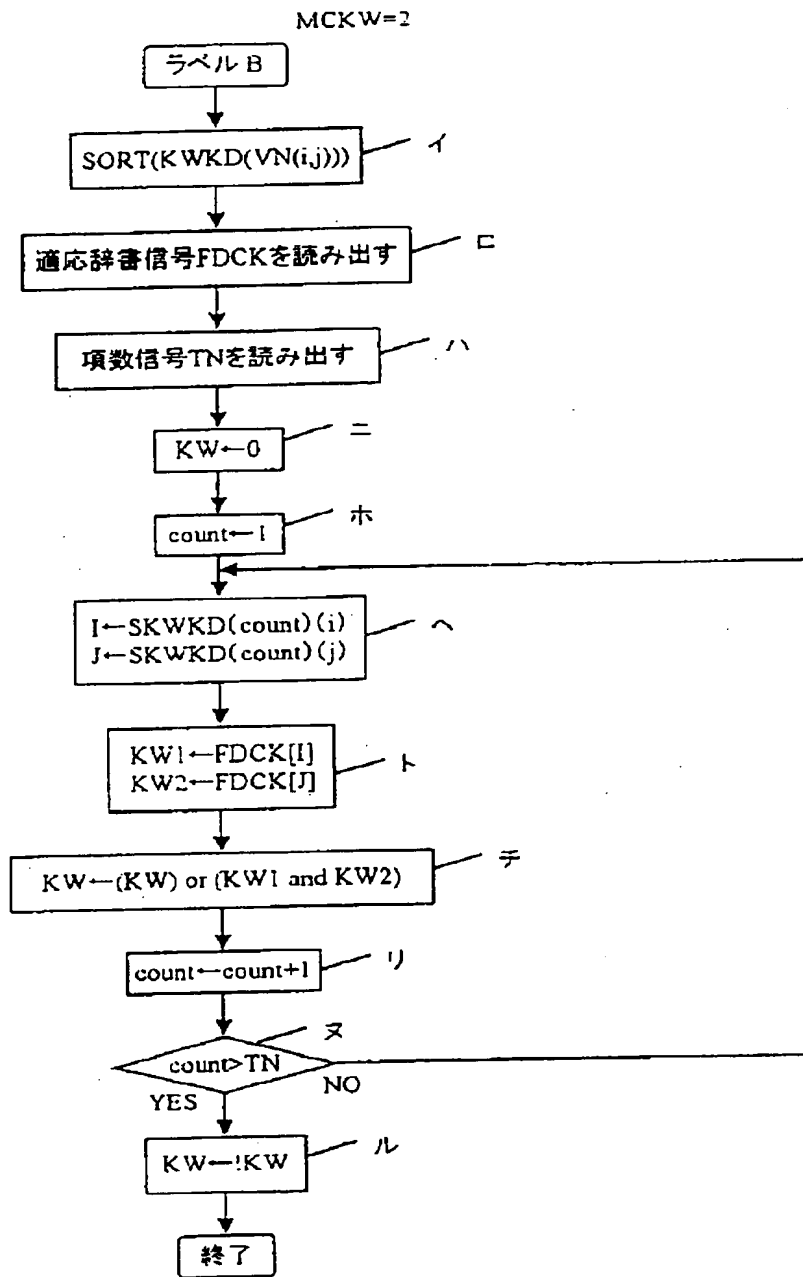 MCKW=2
ラベル B
SORT(KWKD(VN(i,j)))
イ
適応辞書信号FDCKを読み出す
ロ
項数信号TNを読み出す
ハ
KW←0
ニ
count←1
ホ
I←SKWKD(count)(i)
J←SKWKD(count)(j)
ヘ
KW1←FDCK[I]
KW2←FDCK[J]
ト
KW←(KW) or (KW1 and KW2)
チ
count←count+1
リ
count>TN
ヌ
NO
YES
KW←!KW
ル
終了